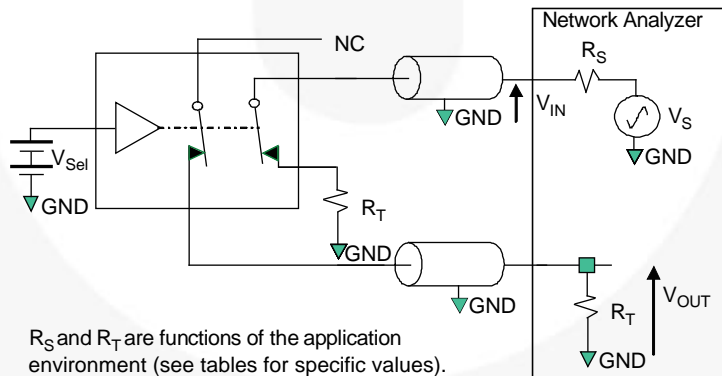 Network Analyzer
NC
R_S
V_IN
V_S
GND
GND
V_Sel
GND
R_T
GND
GND
R_T
V_OUT
GND
R_S and R_T are functions of the application
environment (see tables for specific values).